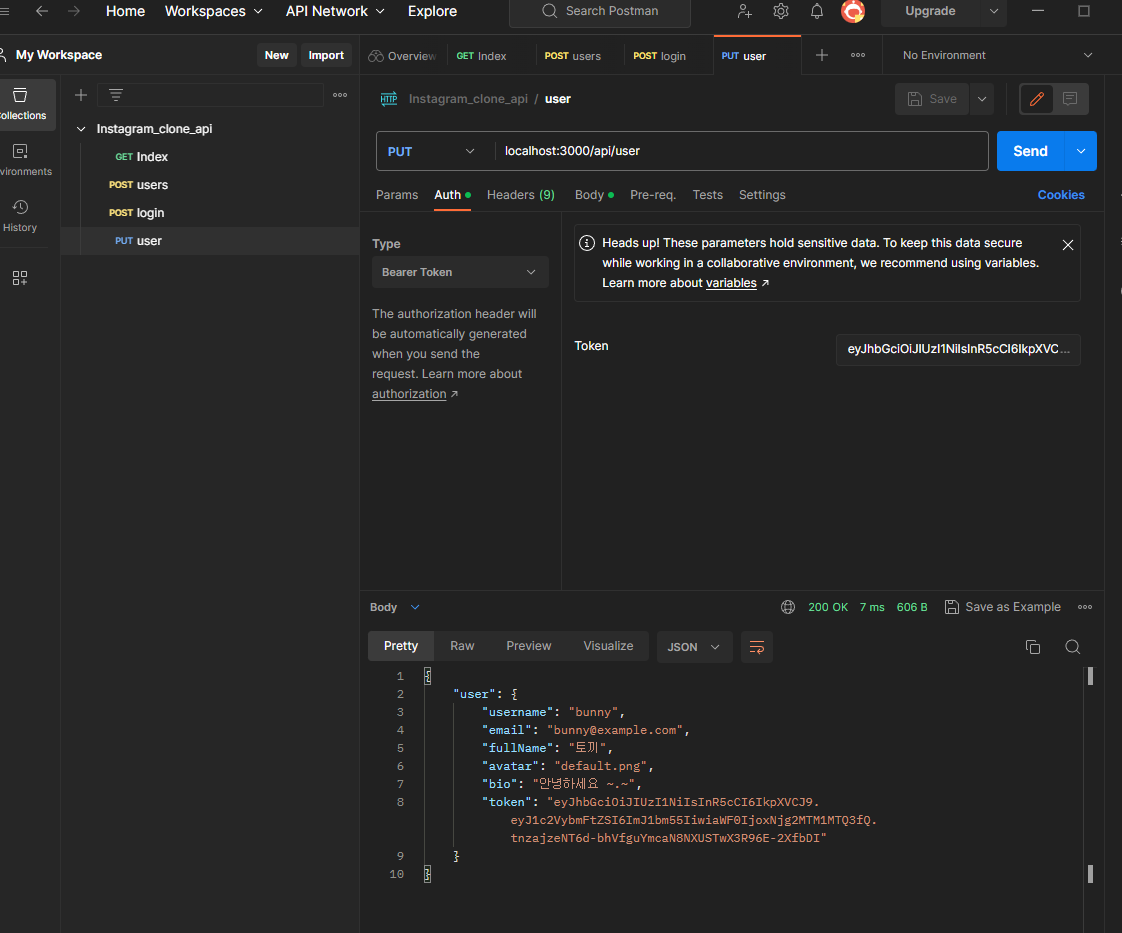 Home Workspaces API Network Explore Search Postman Upgrade
My Workspace New Import Overview GET Index POST users POST login PUT user No Environment
ollections
vironments
History
Instagram_clone_api
GET Index
POST users
POST login
PUT user
HTTP Instagram_clone_api / user Save
PUT localhost:3000/api/user Send
Params Auth Headers (9) Body Pre-req. Tests Settings Cookies
Type
Bearer Token
The authorization header will
be automatically generated
when you send the
request. Learn more about
authorization ↗
Heads up! These parameters hold sensitive data. To keep this data secure
while working in a collaborative environment, we recommend using variables.
Learn more about variables ↗
Token eyJhbGciOiJIUzI1NiIsInR5cCI6IkpXVC...
Body 200 OK 7 ms 606 B Save as Example
Pretty Raw Preview Visualize JSON
1 {
2 "user": {
3 "username": "bunny",
4 "email": "bunny@example.com",
5 "fullName": "토끼",
6 "avatar": "default.png",
7 "bio": "안녕하세요 ~.~",
8 "token": "eyJhbGciOiJIUzI1NiIsInR5cCI6IkpXVCJ9.
eyJ1c2VybmFtZSI6ImJ1bm55IiwiaWF0IjoxNjg2MTM1MTQ3fQ.
tnzajzeNT6d-bhVfguYmcaN8NXUSTwX3R96E-2XfbDI"
9 }
10 }